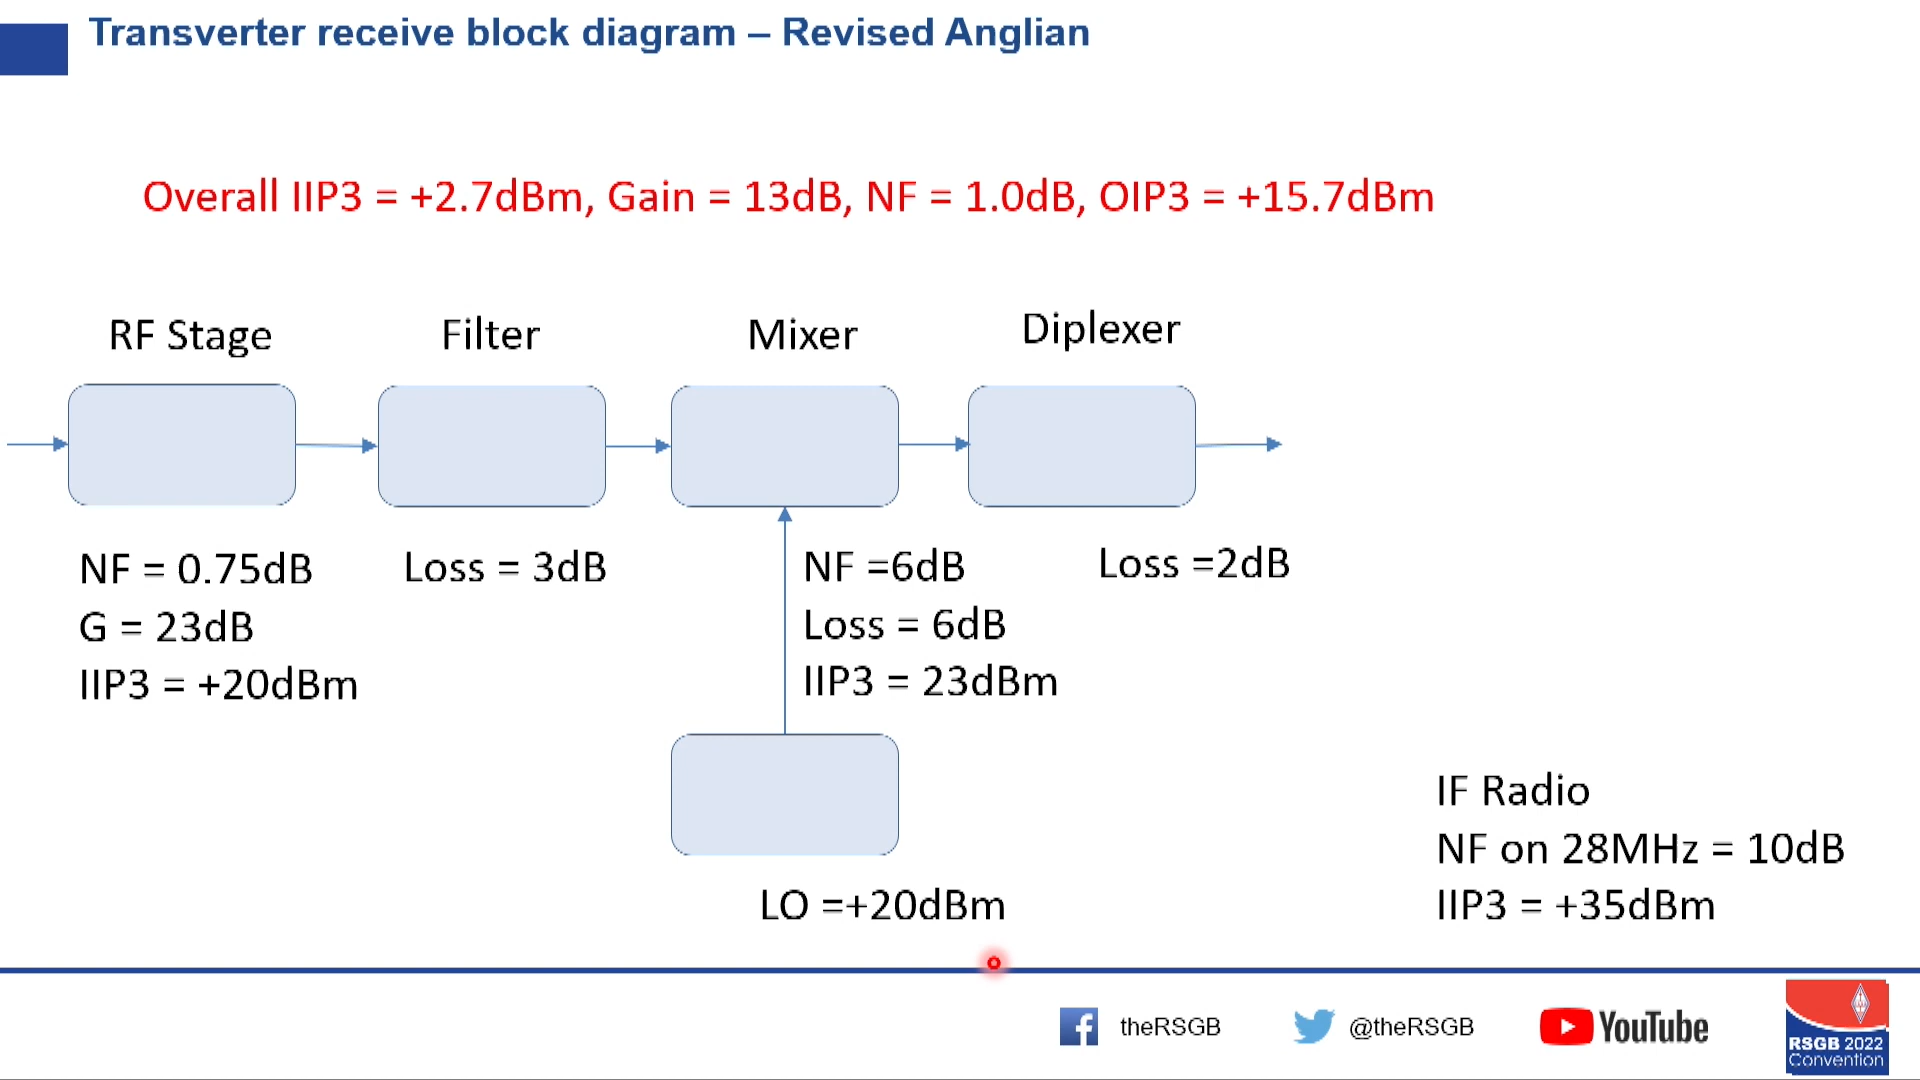 Transverter receive block diagram – Revised Anglian
Overall IIP3 = +2.7dBm, Gain = 13dB, NF = 1.0dB, OIP3 = +15.7dBm
RF Stage
Filter
Mixer
Diplexer
NF = 0.75dB
G = 23dB
IIP3 = +20dBm
Loss = 3dB
NF =6dB
Loss = 6dB
IIP3 = 23dBm
Loss =2dB
LO =+20dBm
IF Radio
NF on 28MHz = 10dB
IIP3 = +35dBm
theRSGB
@theRSGB
YouTube
RSGB 2022
Convention